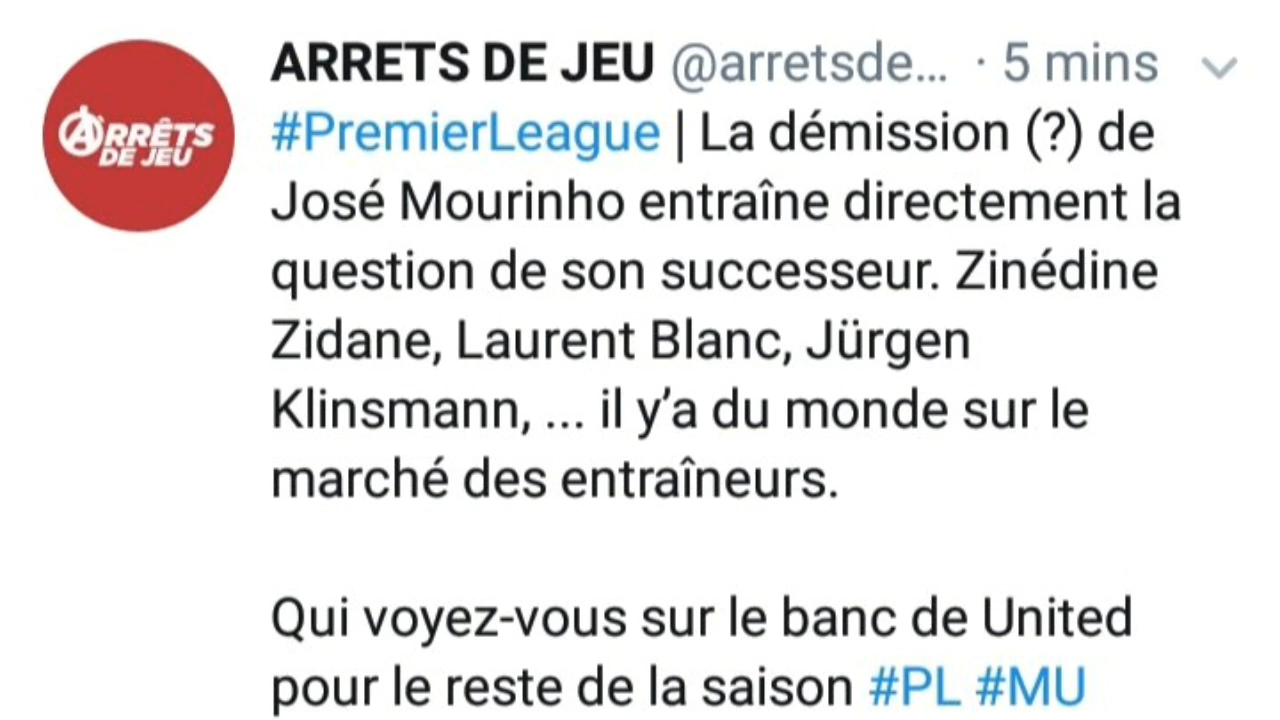 ARRÊTS
DE JEU
ARRETS DE JEU @arretsde... · 5 mins
#PremierLeague | La démission (?) de
José Mourinho entraîne directement la
question de son successeur. Zinédine
Zidane, Laurent Blanc, Jürgen
Klinsmann, ... il y’a du monde sur le
marché des entraîneurs.
Qui voyez-vous sur le banc de United
pour le reste de la saison #PL #MU